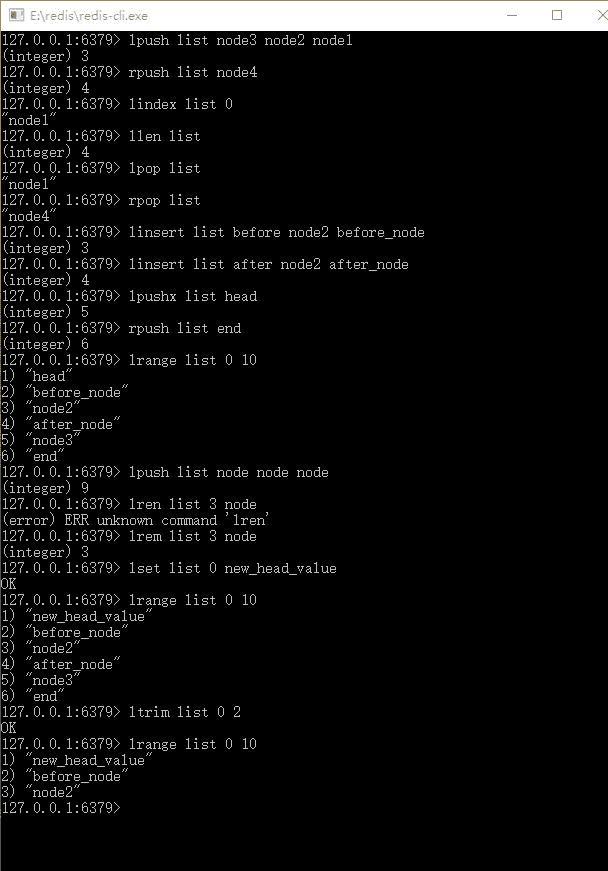 E:\redis\redis-cli.exe
127.0.0.1:6379> lpush list node3 node2 node1
(integer) 3
127.0.0.1:6379> rpush list node4
(integer) 4
127.0.0.1:6379> lindex list 0
"node1"
127.0.0.1:6379> llen list
(integer) 4
127.0.0.1:6379> lpop list
"node1"
127.0.0.1:6379> rpop list
"node4"
127.0.0.1:6379> linsert list before node2 before_node
(integer) 3
127.0.0.1:6379> linsert list after node2 after_node
(integer) 4
127.0.0.1:6379> lpushx list head
(integer) 5
127.0.0.1:6379> rpush list end
(integer) 6
127.0.0.1:6379> lrange list 0 10
1) "head"
2) "before_node"
3) "node2"
4) "after_node"
5) "node3"
6) "end"
127.0.0.1:6379> lpush list node node node
(integer) 9
127.0.0.1:6379> lren list 3 node
(error) ERR unknown command 'lren'
127.0.0.1:6379> lrem list 3 node
(integer) 3
127.0.0.1:6379> lset list 0 new_head_value
OK
127.0.0.1:6379> lrange list 0 10
1) "new_head_value"
2) "before_node"
3) "node2"
4) "after_node"
5) "node3"
6) "end"
127.0.0.1:6379> ltrim list 0 2
OK
127.0.0.1:6379> lrange list 0 10
1) "new_head_value"
2) "before_node"
3) "node2"
127.0.0.1:6379>